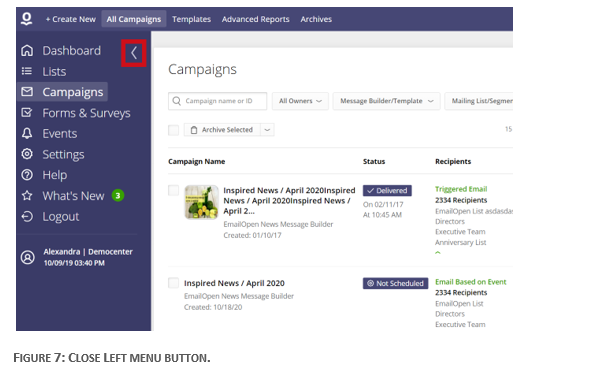 + Create New All Campaigns Templates Advanced Reports Archives
Dashboard
Lists
Campaigns
Forms & Surveys
Events
Settings
Help
What's New 3
Logout
Alexandra | Democenter
10/09/19 03:40 PM
Campaigns
Campaign name or ID All Owners Message Builder/Template Mailing List/Segmen
Archive Selected 15
Campaign Name Status Recipients
Inspired News / April 2020Inspired
News / April 2020Inspired News /
April 2...
EmailOpen News Message Builder
Created: 01/10/17
Delivered
On 02/11/17
At 10:45 AM
Triggered Email
2334 Recipients
EmailOpen List asdasdas
Directors
Executive Team
Anniversary List
Inspired News / April 2020
EmailOpen News Message Builder
Created: 10/18/20
Not Scheduled
Email Based on Event
2334 Recipients
EmailOpen List
Directors
Executive Team
FIGURE 7: CLOSE LEFT MENU BUTTON.